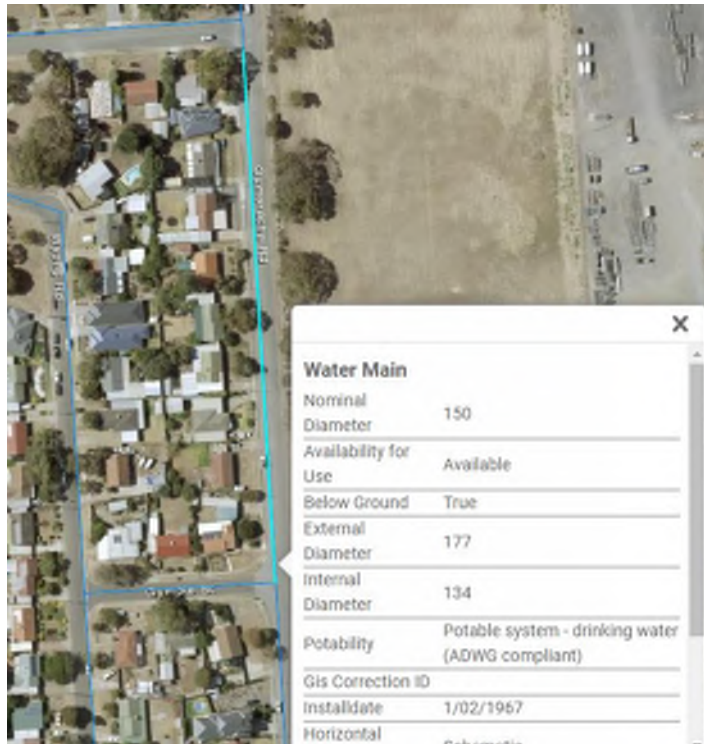 Water Main
Nominal
Diameter
150
Availability for
Use
Available
Below Ground
True
External
Diameter
177
Internal
Diameter
134
Potability
Potable system - drinking water
(ADWG compliant)
Gis Correction ID
Installdate
1/02/1967
Horizontal
Schematic